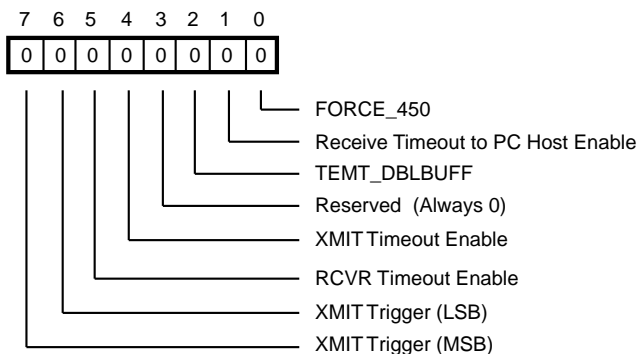 7 6 5 4 3 2 1 0
0 0 0 0 0 0 0 0
FORCE_450
Receive Timeout to PC Host Enable
TEMT_DBLBUFF
Reserved (Always 0)
XMIT Timeout Enable
RCVR Timeout Enable
XMIT Trigger (LSB)
XMIT Trigger (MSB)